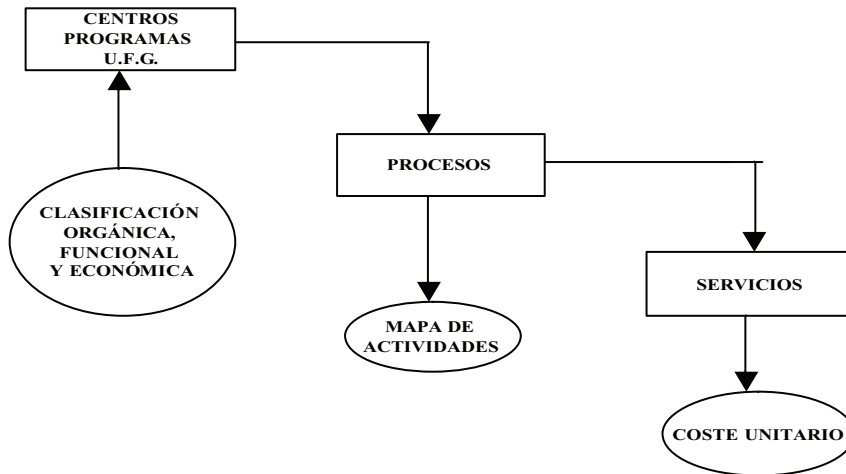 CENTROS
PROGRAMAS
U.F.G.
PROCESOS
CLASIFICACIÓN
ORGÁNICA,
FUNCIONAL
Y ECONÓMICA
SERVICIOS
MAPA DE
ACTIVIDADES
COSTE UNITARIO